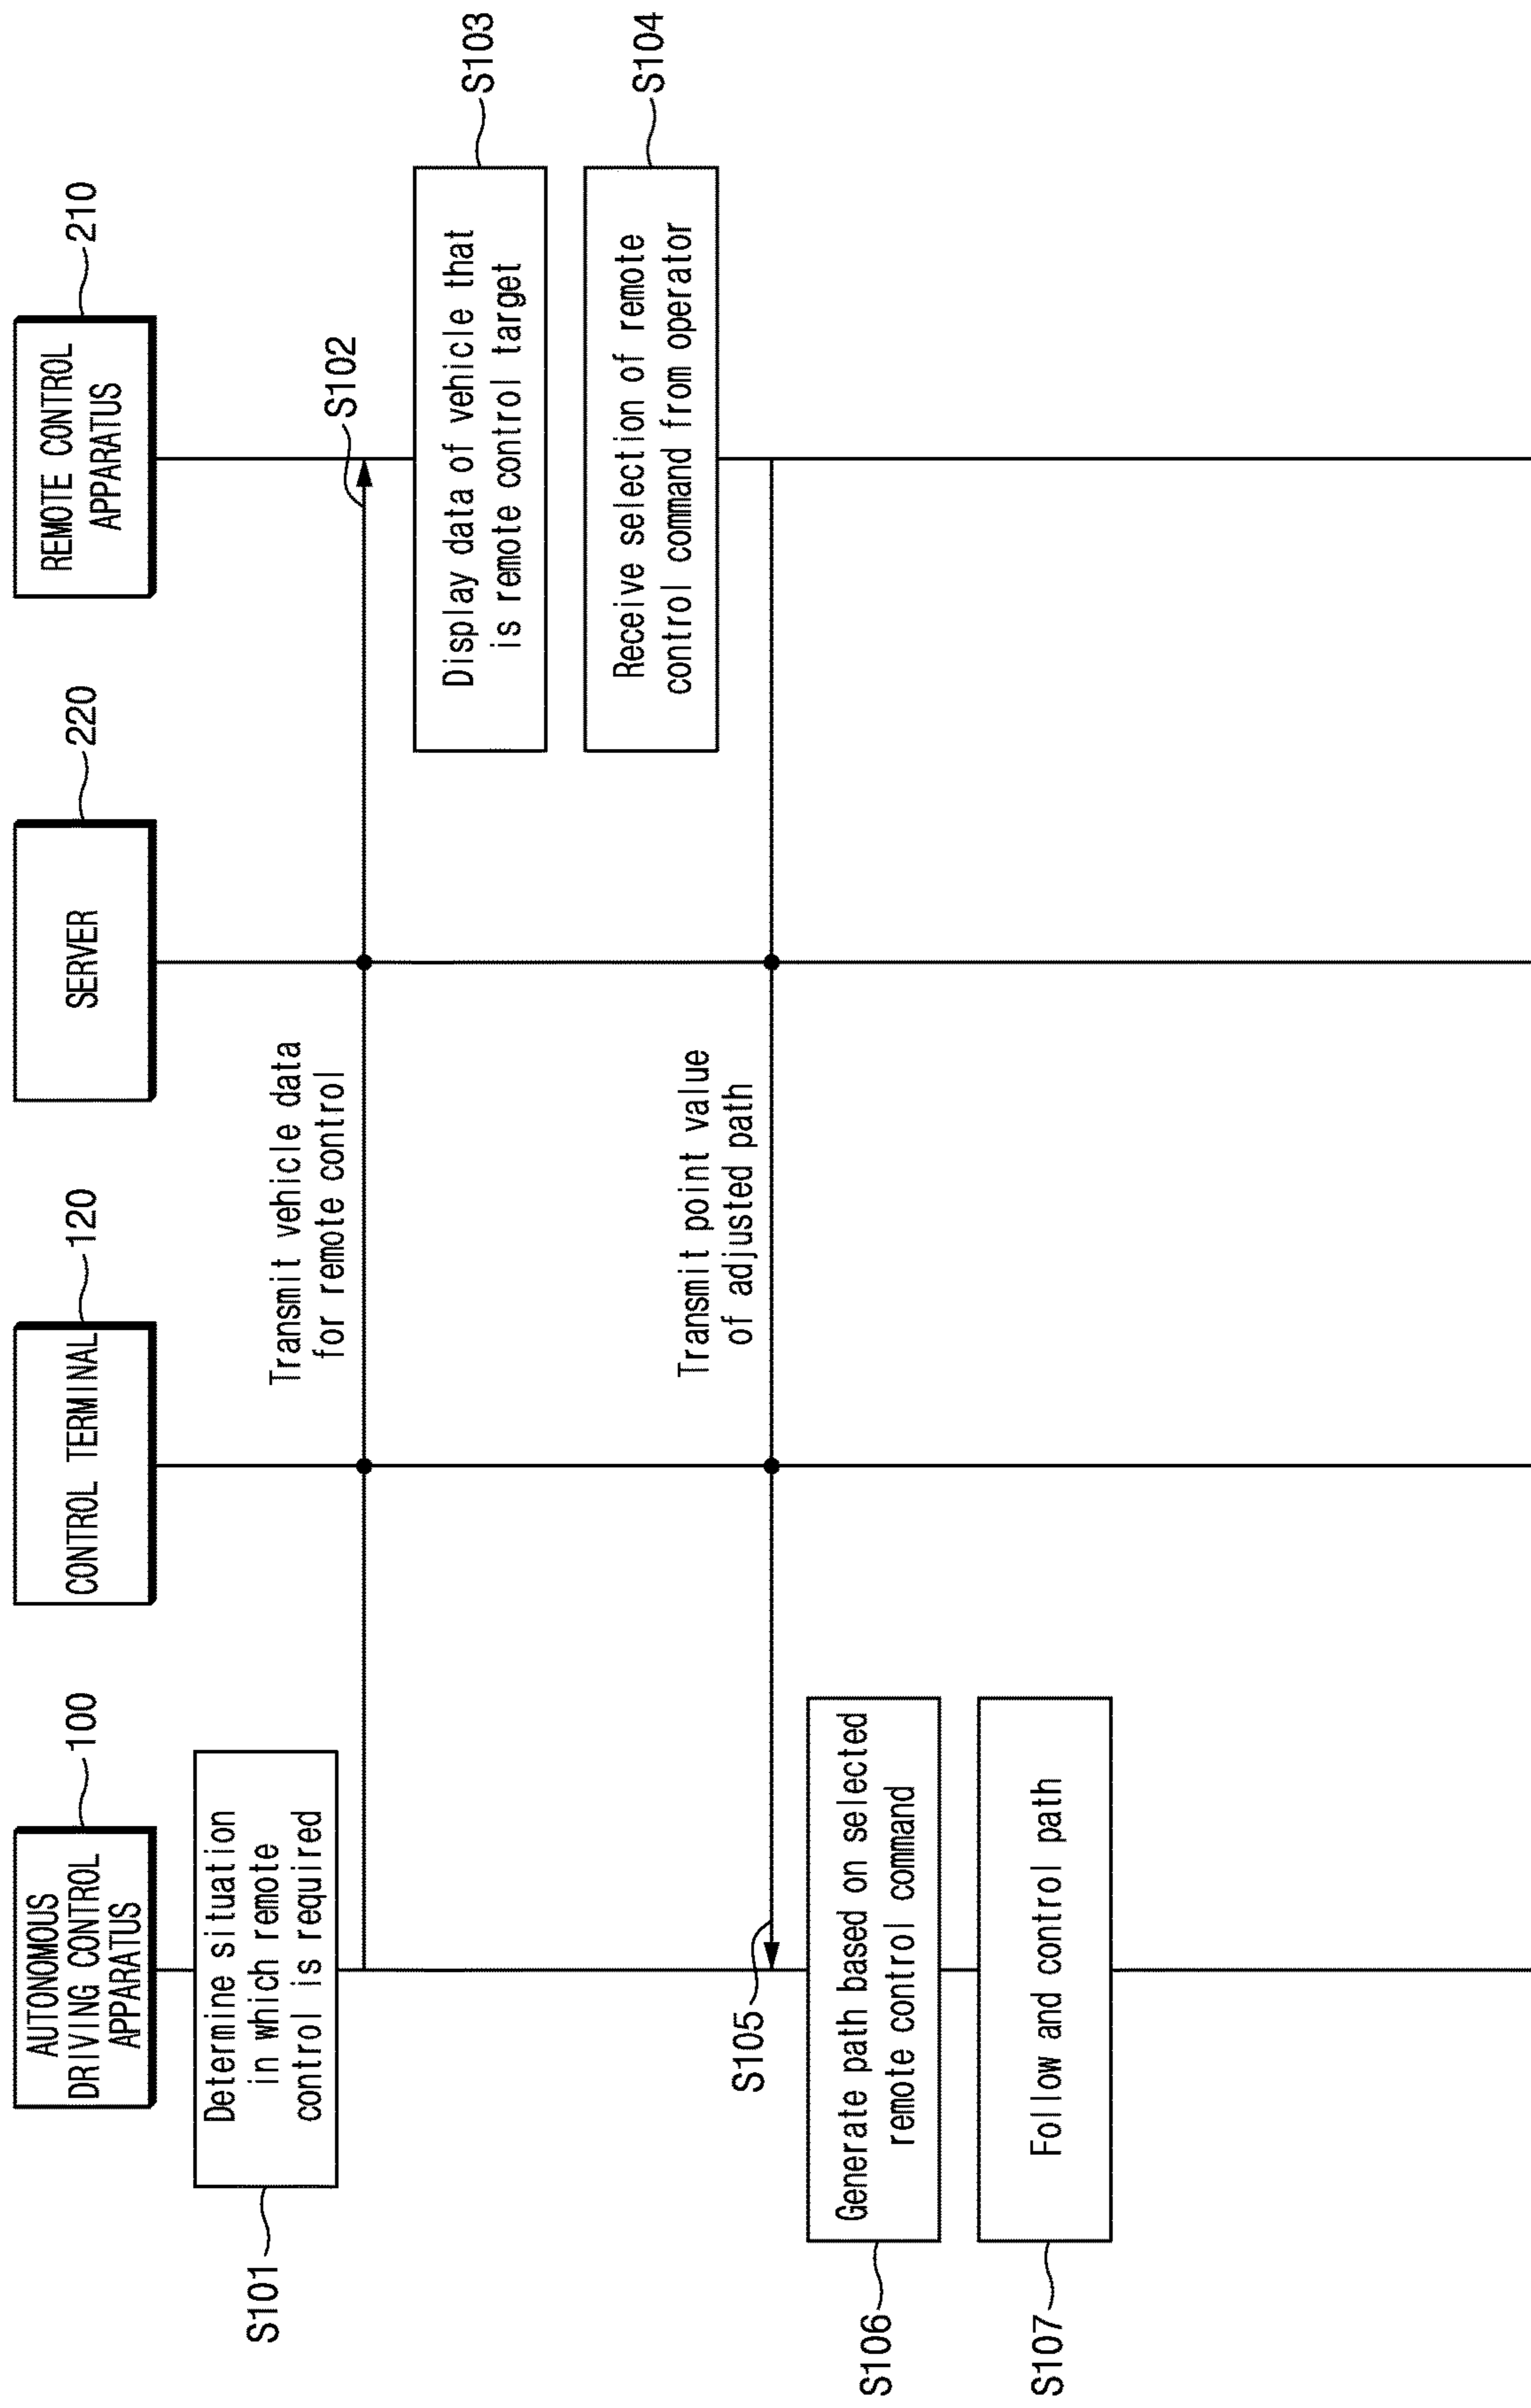 AUTONOMOUS
DRIVING CONTROL
APPARATUS
100
CONTROL TERMINAL
120
SERVER
220
REMOTE CONTROL
APPARATUS
210
S101
Determine situation
in which remote
control is required
Transmit vehicle data
for remote control
S102
Display data of vehicle that
is remote control target
S103
Receive selection of remote
control command from operator
S104
S105
Transmit point value
of adjusted path
S106
Generate path based on selected
remote control command
S107
Follow and control path